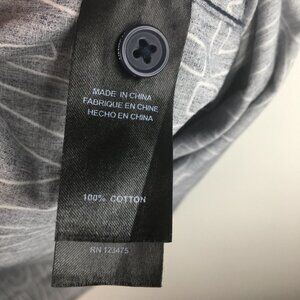 MADE IN CHINA
FABRIQUE EN CHINE
HECHO EN CHINA
100% COTTON
RN 123475